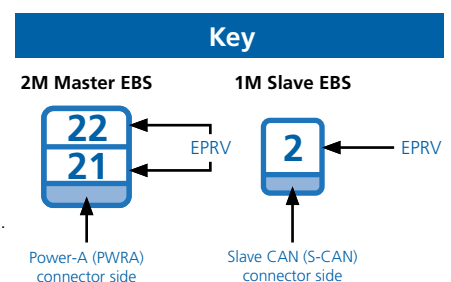 Key
2M Master EBS 1M Slave EBS
22
21
EPRV
2
EPRV
.
Power-A (PWRA)
connector side
Slave CAN (S-CAN)
connector side